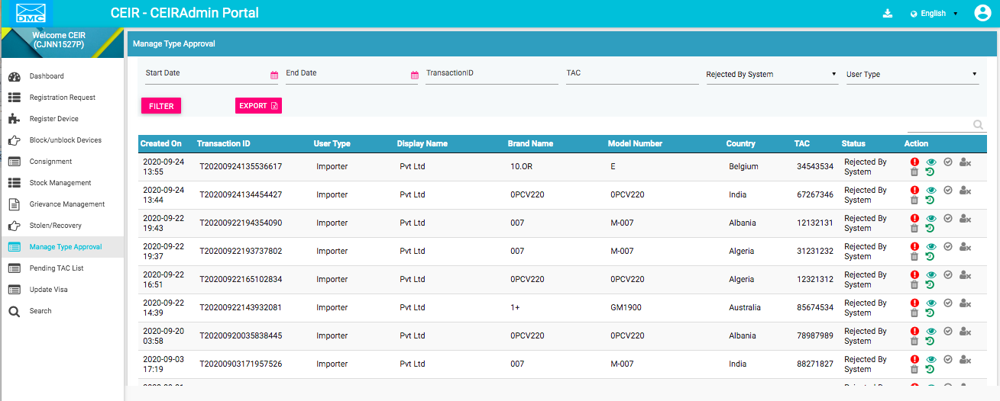 DMC
CEIR - CEIRAdmin Portal
English
Welcome CEIR
(CJNN1527P)
Dashboard
Registration Request
Register Device
Block/unblock Devices
Consignment
Stock Management
Grievance Management
Stolen/Recovery
Manage Type Approval
Pending TAC List
Update Visa
Search
Manage Type Approval
Start Date End Date TransactionID TAC Rejected By System User Type
FILTER EXPORT
Created On Transaction ID User Type Display Name Brand Name Model Number Country TAC Status Action
2020-09-24 T20200924135536617 Importer Pvt Ltd 10.OR E Belgium 34543534 Rejected By
13:55 System
2020-09-24 T20200924134454427 Importer Pvt Ltd 0PCV220 0PCV220 India 67267346 Rejected By
13:44 System
2020-09-22 T20200922194354090 Importer Pvt Ltd 007 M-007 Albania 12132131 Rejected By
19:43 System
2020-09-22 T20200922193737802 Importer Pvt Ltd 007 M-007 Algeria 31231232 Rejected By
19:37 System
2020-09-22 T20200922165102834 Importer Pvt Ltd 0PCV220 0PCV220 Algeria 12321312 Rejected By
16:51 System
2020-09-22 T20200922143932081 Importer Pvt Ltd 1+ GM1900 Australia 85674534 Rejected By
14:39 System
2020-09-20 T20200920035838445 Importer Pvt Ltd 0PCV220 0PCV220 Albania 78987989 Rejected By
03:58 System
2020-09-03 T20200903171957526 Importer Pvt Ltd 007 M-007 India 88271827 Rejected By
17:19 System